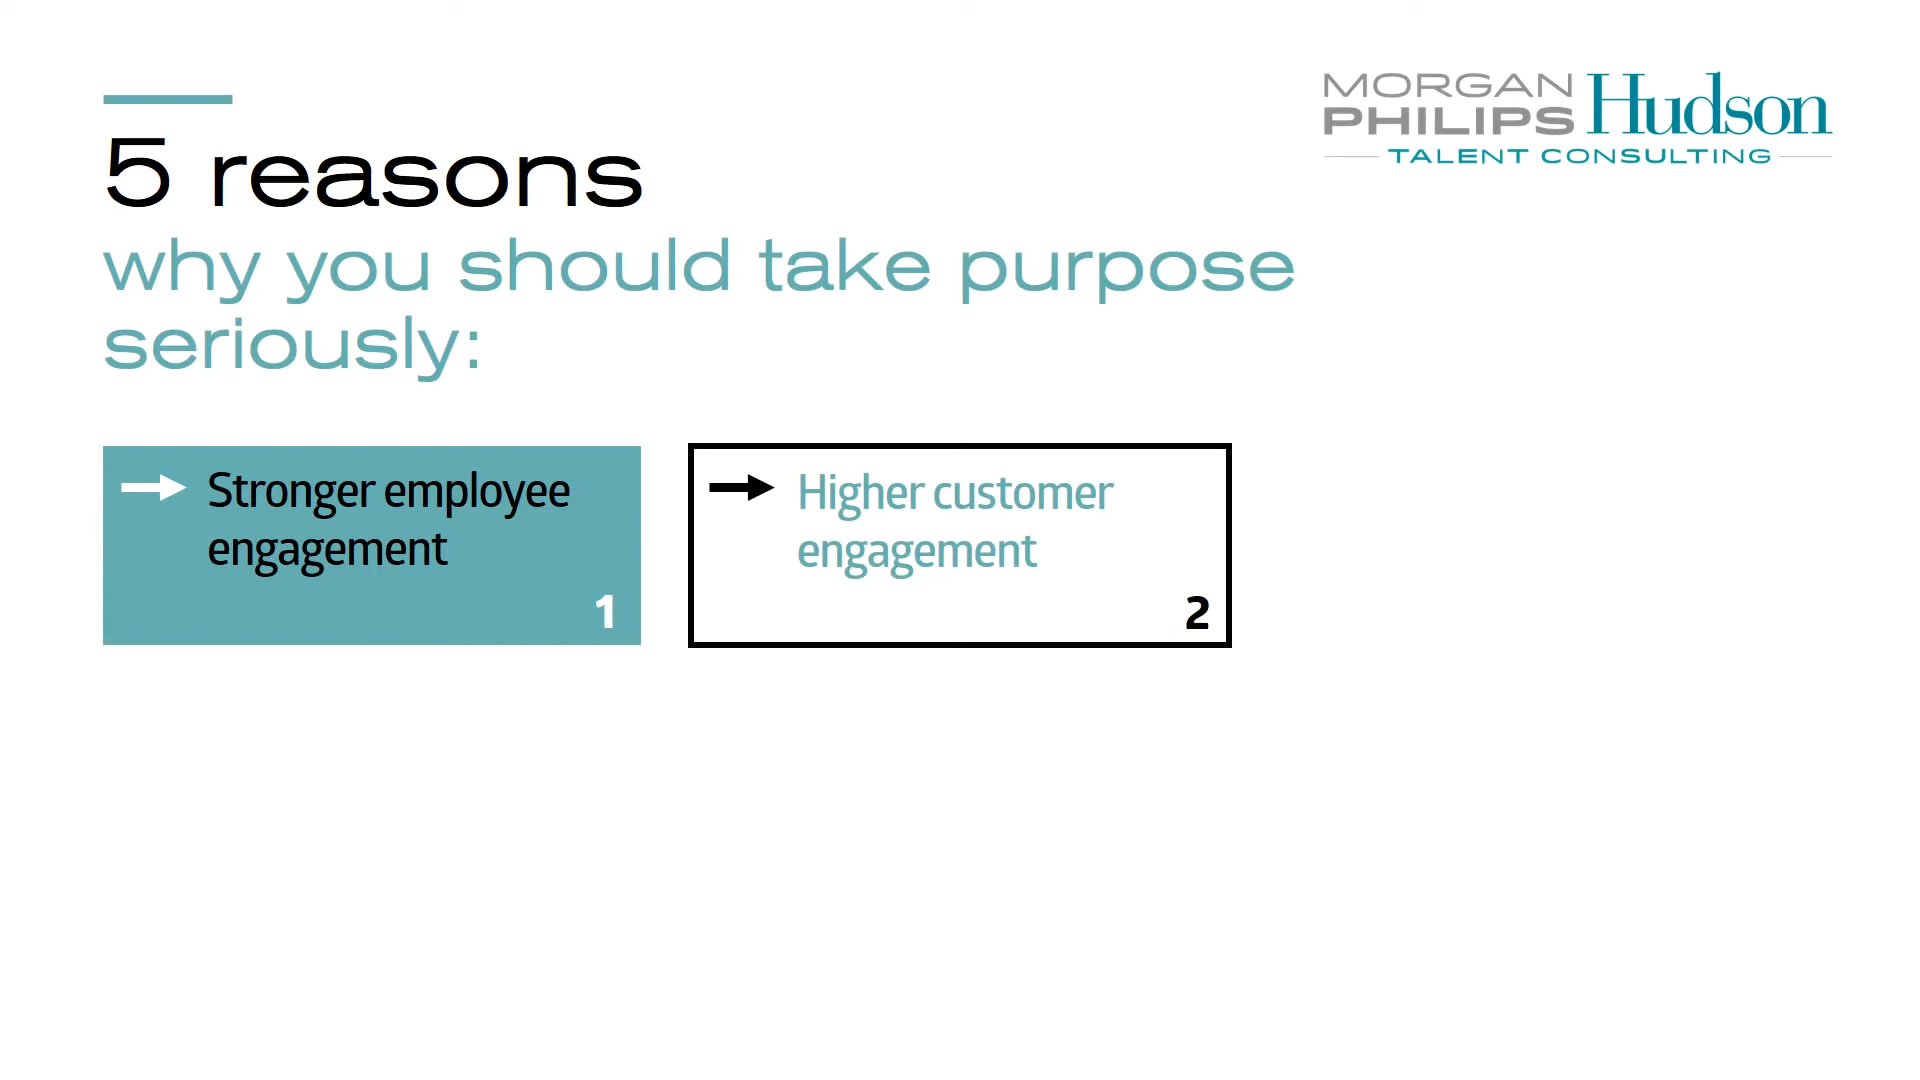 MORGAN
PHILIPS Hudson
TALENT CONSULTING
5 reasons
why you should take purpose
seriously:
Stronger employee
engagement
1
Higher customer
engagement
2